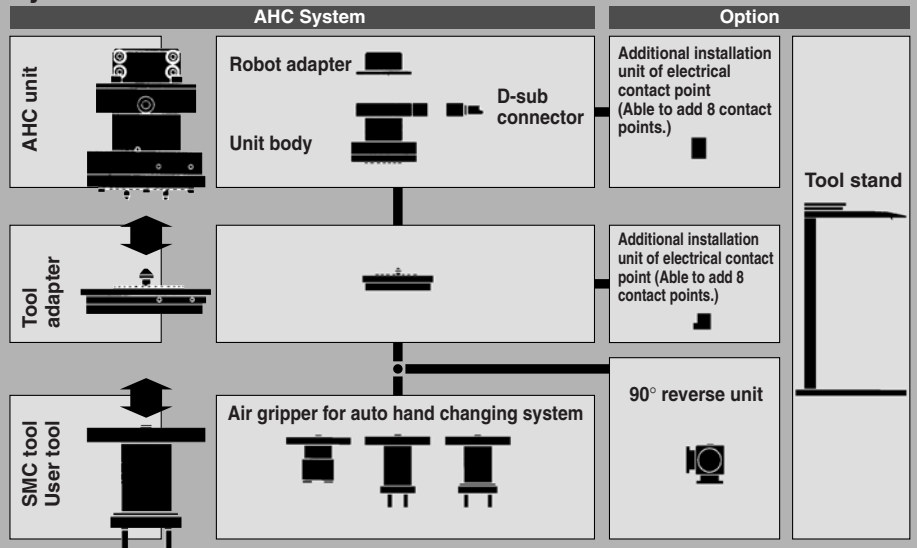 AHC System
Option
AHC unit
Robot adapter
D-sub
connector
Unit body
Additional installation
unit of electrical
contact point
(Able to add 8 contact
points.)
Tool stand
Tool
adapter
Additional installation
unit of electrical contact
point (Able to add 8
contact points.)
SMC tool
User tool
Air gripper for auto hand changing system
90° reverse unit